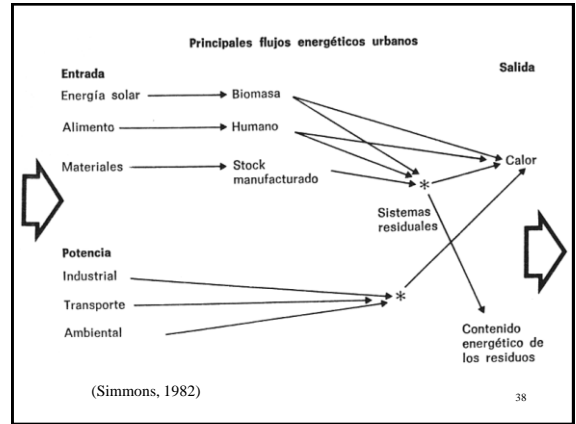 Principales flujos energéticos urbanos
Entrada
Salida
Energía solar
Biomasa
Alimento
Humano
Calor
Materiales
Stock
manufacturado
*
Sistemas
residuales
Potencia
Industrial
*
Transporte
Ambiental
Contenido
energético de
los residuos
(Simmons, 1982)
38